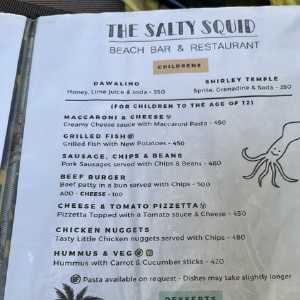 THE SALTY SQUID
BEACH BAR & RESTAURANT
CHILDRENS
DAWALINO
Honey, Lime Juice & Soda - 350
SHIRLEY TEMPLE
Sprite, Grenadine & Soda - 350
(FOR CHILDREN TO THE AGE OF 12)
MACCARONI & CHEESE
Creamy Cheese sauce with Maccaroni Pasta - 450
GRILLED FISH
Grilled Fish with New Potatoes - 450
SAUSAGE, CHIPS & BEANS
Pork Sausages served with Chips & Beans - 480
BEEF BURGER
Beef patty in a bun served with Chips - 500
ADD - CHEESE - 100
CHEESE & TOMATO PIZZETTA
Pizzetta Topped with a Tomato sauce & Cheese - 450
CHICKEN NUGGETS
Tasty Little Chicken nuggets served with Chips - 480
HUMMUS & VEG
Hummus with Carrot & Cucumber sticks - 420
Pasta available on request - Dishes may take slightly longer
DESSERTS